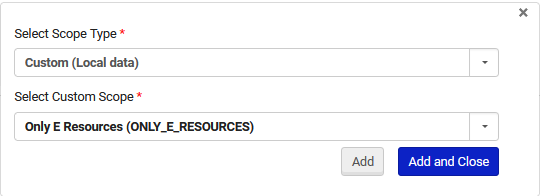 ×
Select Scope Type *
Custom (Local data)
Select Custom Scope *
Only E Resources (ONLY_E_RESOURCES)
Add Add and Close